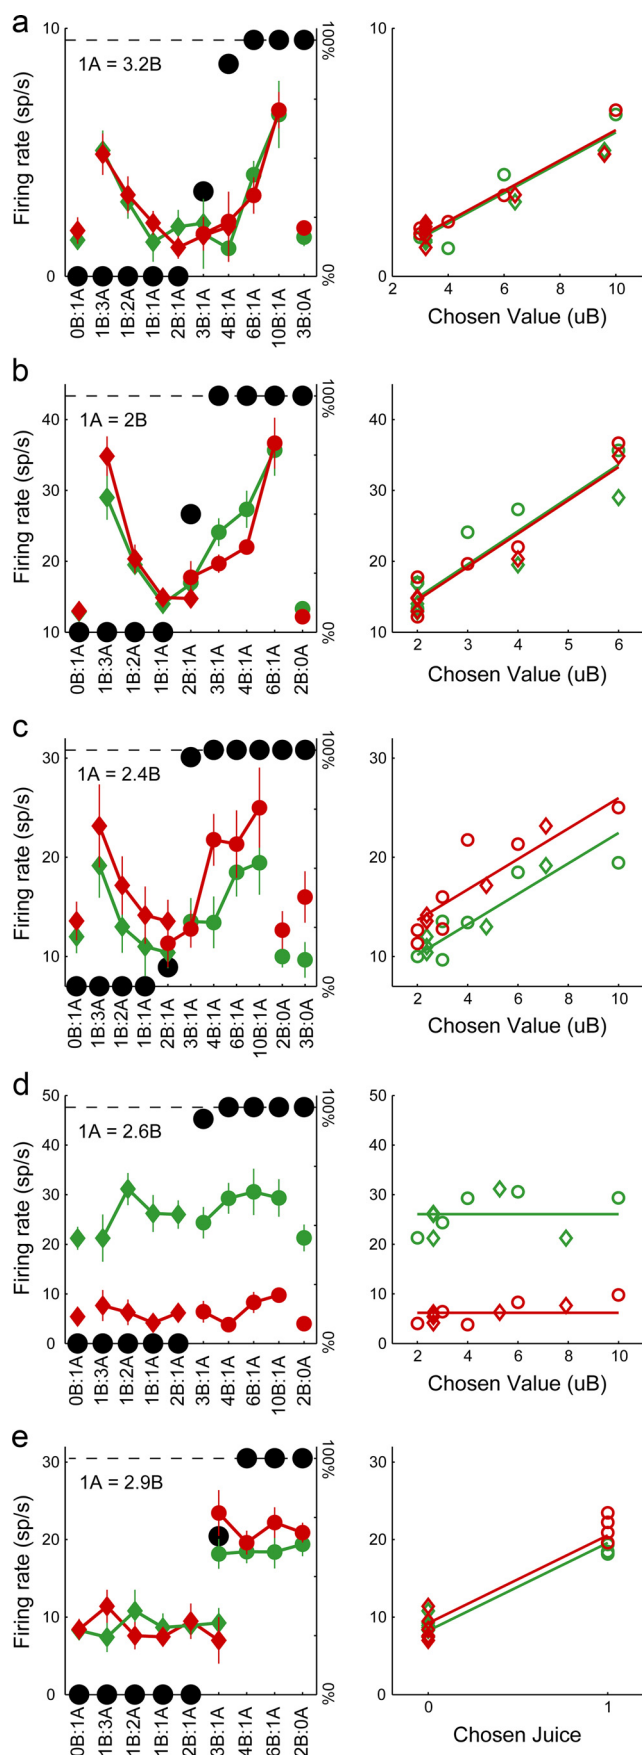 a
10
1A = 3.2B
100%
Firing rate (sp/s)
0
0%
0B:1A
1B:3A
1B:2A
1B:1A
2B:1A
3B:1A
4B:1A
6B:1A
10B:1A
3B:0A
10
0
2
4
6
8
10
Chosen Value (uB)
b
40
30
20
10
1A = 2B
100%
Firing rate (sp/s)
0%
0B:1A
1B:3A
1B:2A
1B:1A
2B:1A
3B:1A
4B:1A
6B:1A
2B:0A
40
30
20
10
2
3
4
5
6
Chosen Value (uB)
c
30
20
10
1A = 2.4B
100%
Firing rate (sp/s)
0%
0B:1A
1B:3A
1B:2A
1B:1A
2B:1A
3B:1A
4B:1A
6B:1A
10B:1A
2B:0A
3B:0A
30
20
10
2
4
6
8
10
Chosen Value (uB)
d
50
40
30
20
10
0
1A = 2.6B
100%
Firing rate (sp/s)
0%
0B:1A
1B:3A
1B:2A
1B:1A
2B:1A
3B:1A
4B:1A
6B:1A
10B:1A
2B:0A
50
40
30
20
10
0
2
4
6
8
10
Chosen Value (uB)
e
30
20
10
0
1A = 2.9B
100%
Firing rate (sp/s)
0%
0B:1A
1B:3A
1B:2A
1B:1A
2B:1A
3B:1A
4B:1A
6B:1A
2B:0A
30
20
10
0
0
1
Chosen Juice